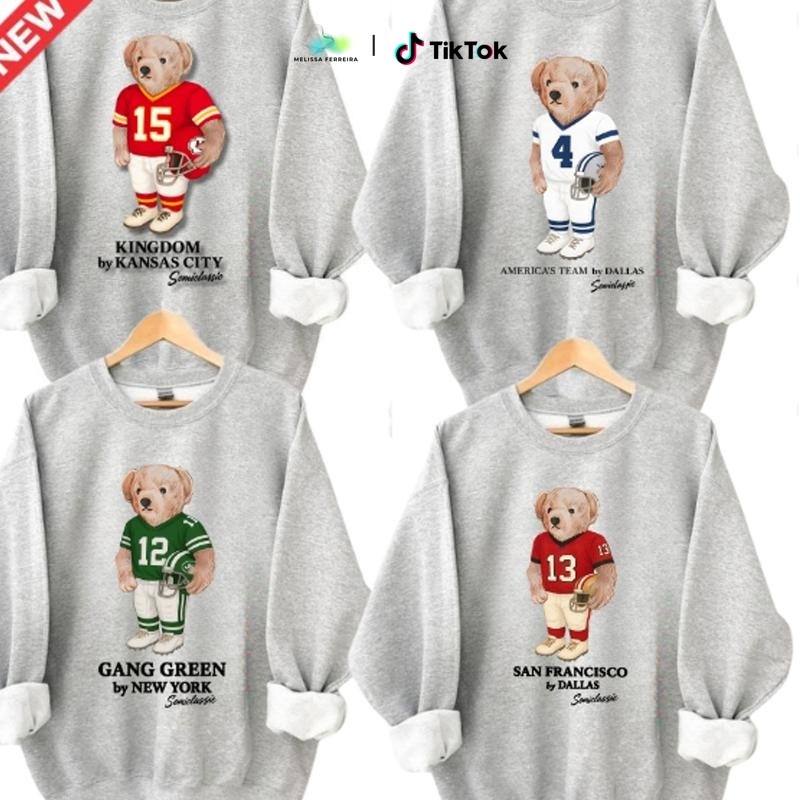 NEW
MELISSA FERREIRA
TikTok
15
KINGDOM
by KANSAS CITY
Semiclassic
4
AMERICA'S TEAM by DALLAS
Semiclassic
12
GANG GREEN
by NEW YORK
Semiclassic
13
13
SAN FRANCISCO
by DALLAS
Semiclassic